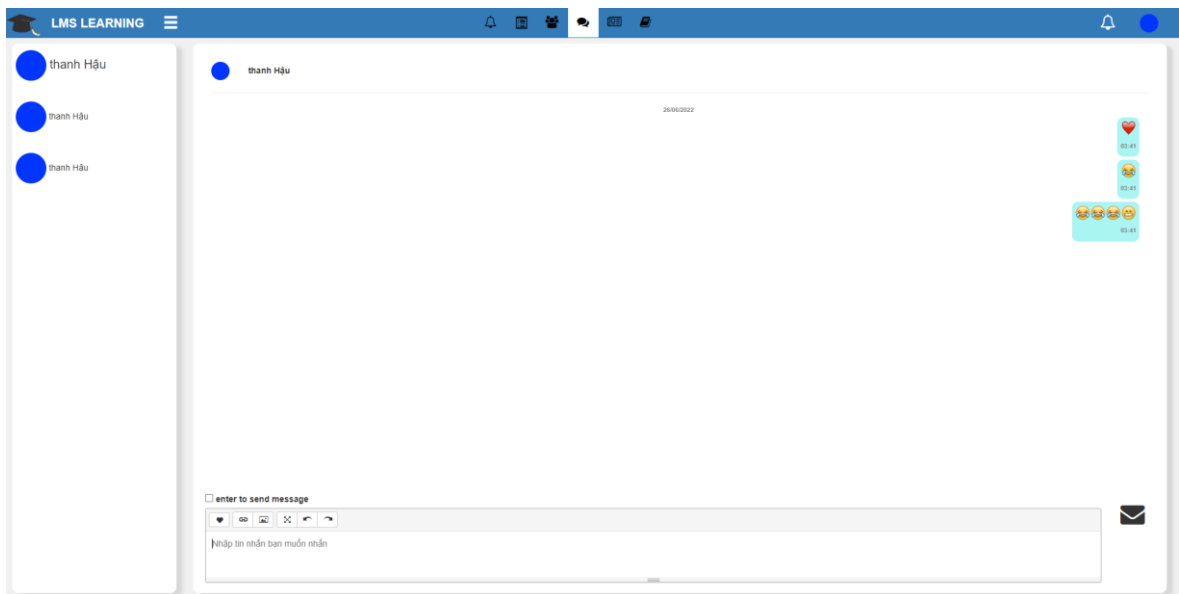 LMS LEARNING
thanh Hậu
thanh Hậu
thanh Hậu
thanh Hậu
26/06/2022
03:41
03:41
03:41
enter to send message
Nhập tin nhắn bạn muốn nhắn